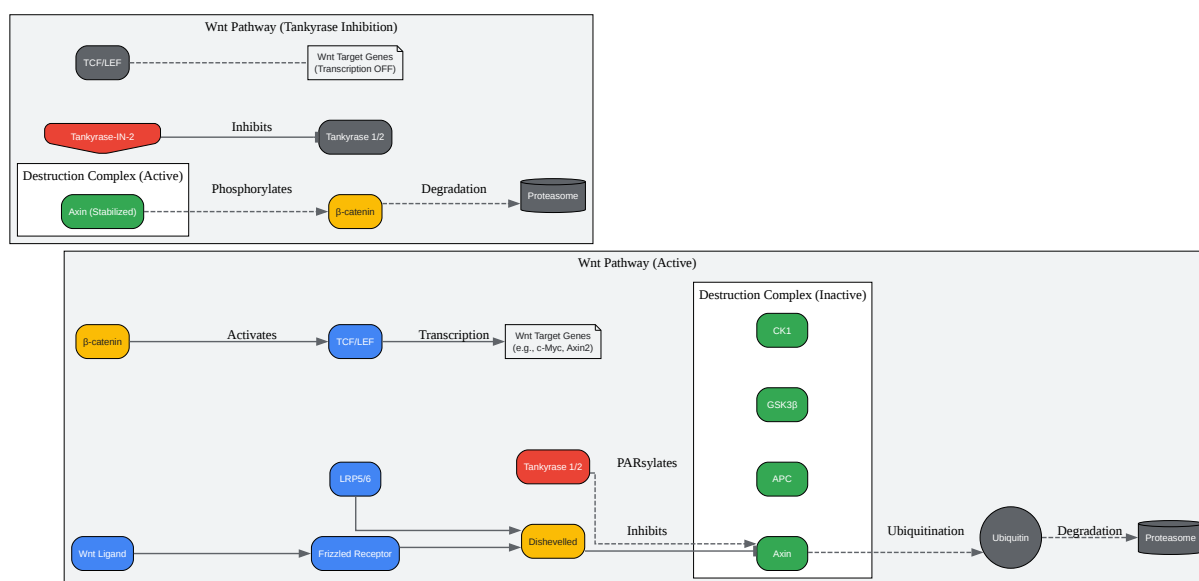 Wnt Pathway (Tankyrase Inhibition)
TCF/LEF
Wnt Target Genes
(Transcription OFF)
Tankyrase-IN-2
Inhibits
Tankyrase 1/2
Destruction Complex (Active)
Axin (Stabilized)
Phosphorylates
β-catenin
Degradation
Proteasome
Wnt Pathway (Active)
Destruction Complex (Inactive)
CK1
β-catenin
Activates
TCF/LEF
Transcription
Wnt Target Genes
(e.g., c-Myc, Axin2)
GSK3β
LRP5/6
Tankyrase 1/2
PARsylates
APC
Wnt Ligand
Frizzled Receptor
Dishevelled
Inhibits
Axin
Ubiquitination
Ubiquitin
Degradation
Proteasome